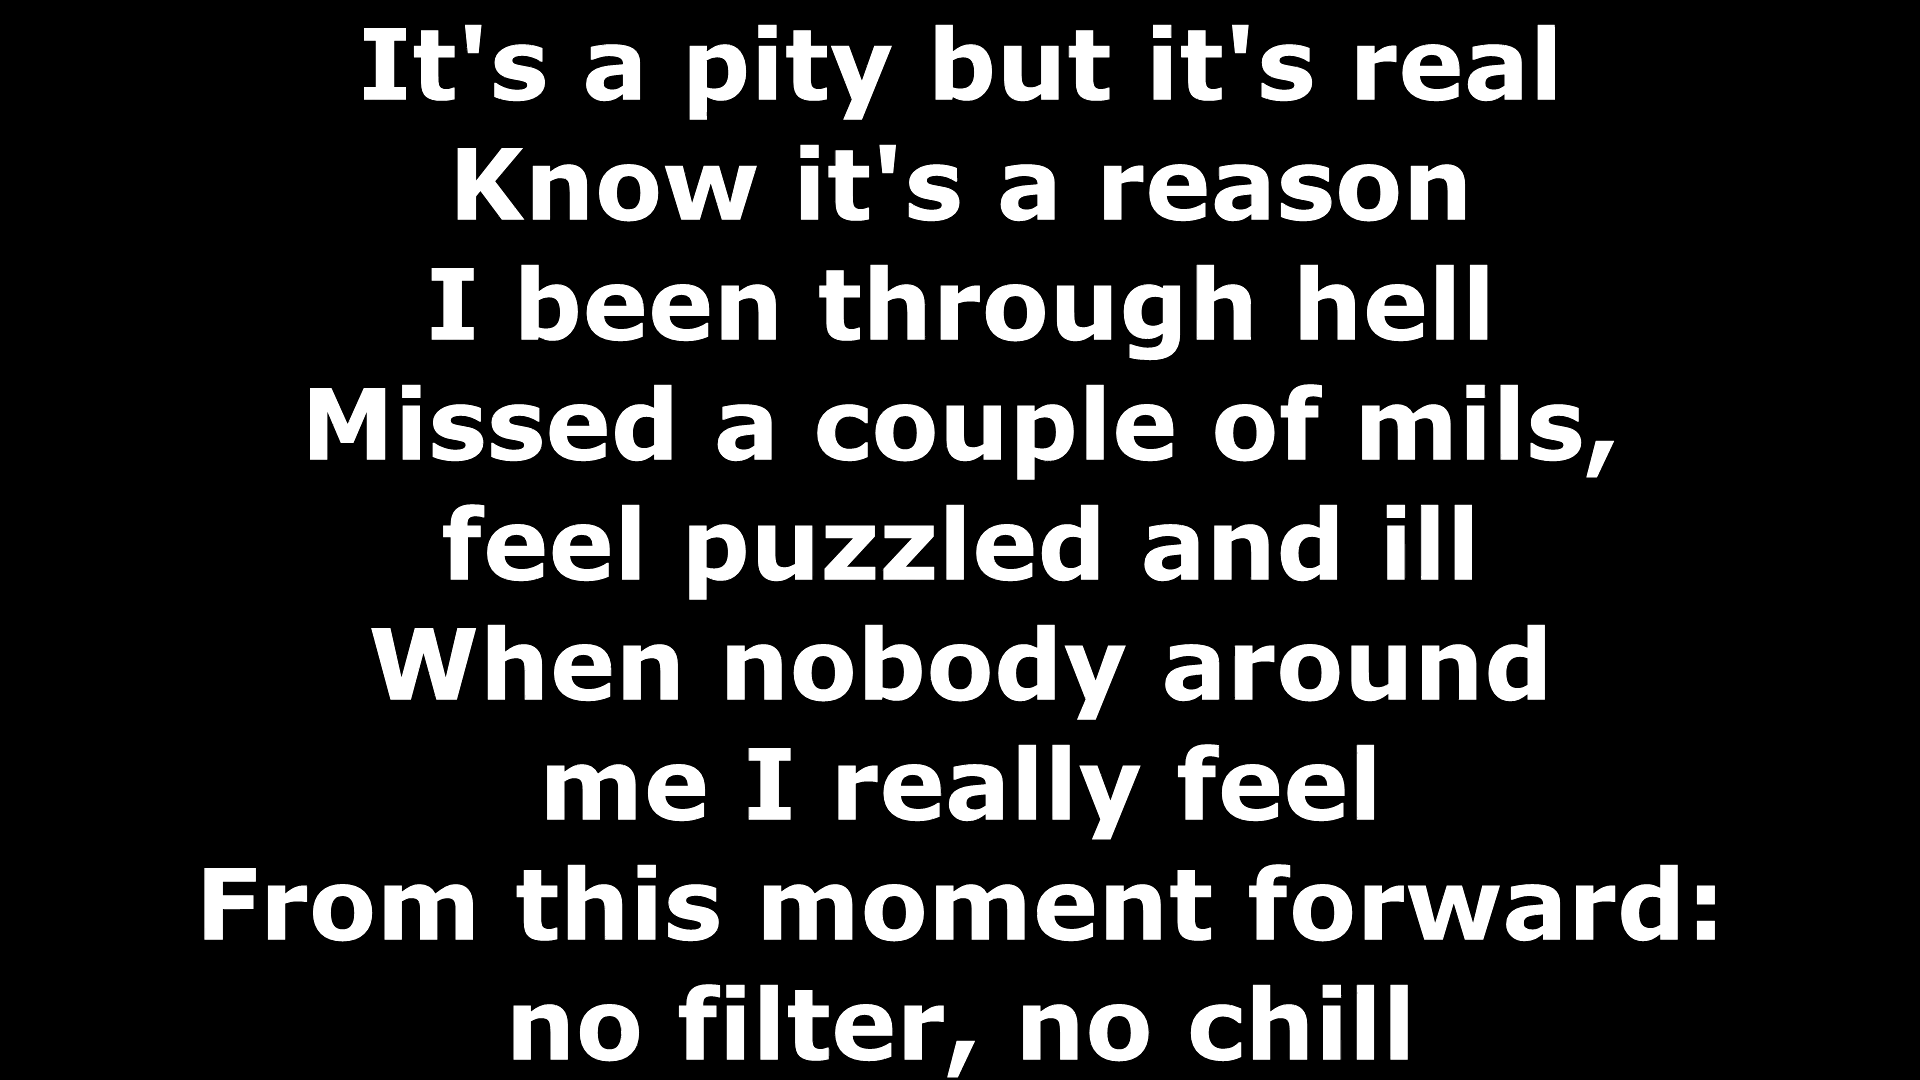 It's a pity but it's real
Know it's a reason
I been through hell
Missed a couple of mils,
feel puzzled and ill
When nobody around
me I really feel
From this moment forward:
no filter, no chill